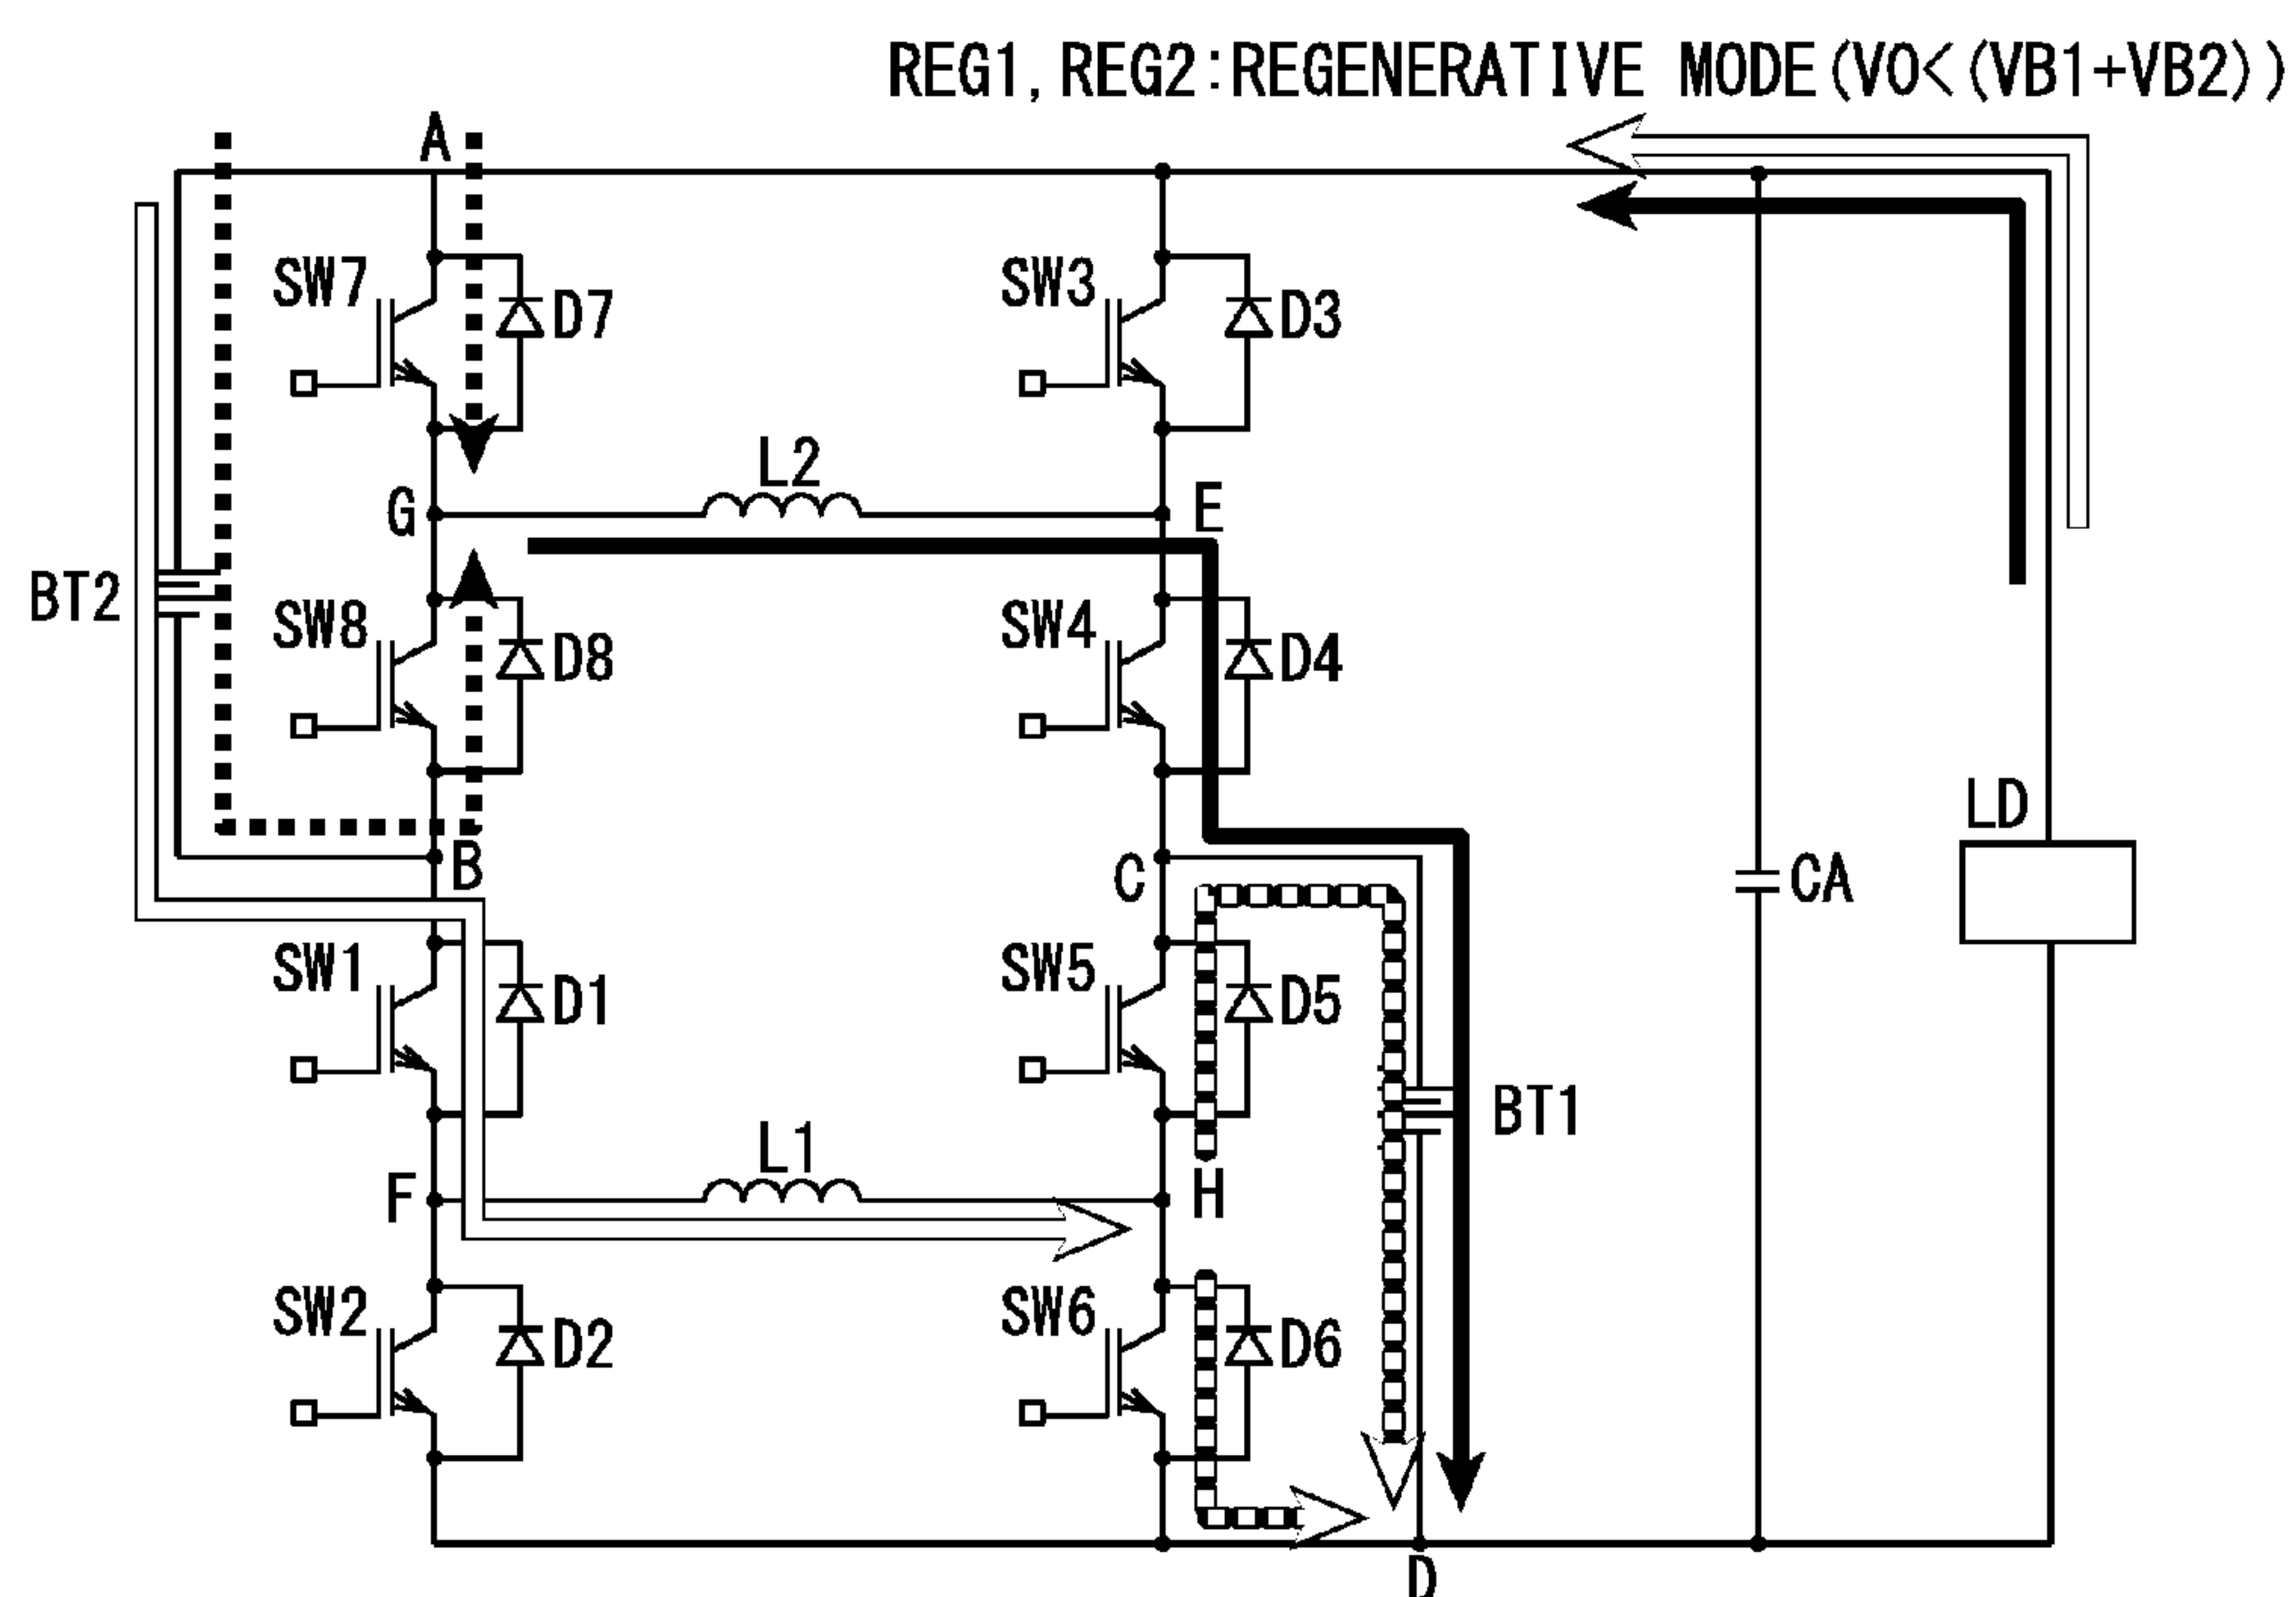 REG1,REG2:REGENERATIVE MODE(VO<(VB1+VB2))
A
SW7
D7
SW3
D3
L2
G
E
BT2
SW8
D8
SW4
D4
LD
B
C
CA
SW1
D1
SW5
D5
BT1
L1
F
H
SW2
D2
SW6
D6
D